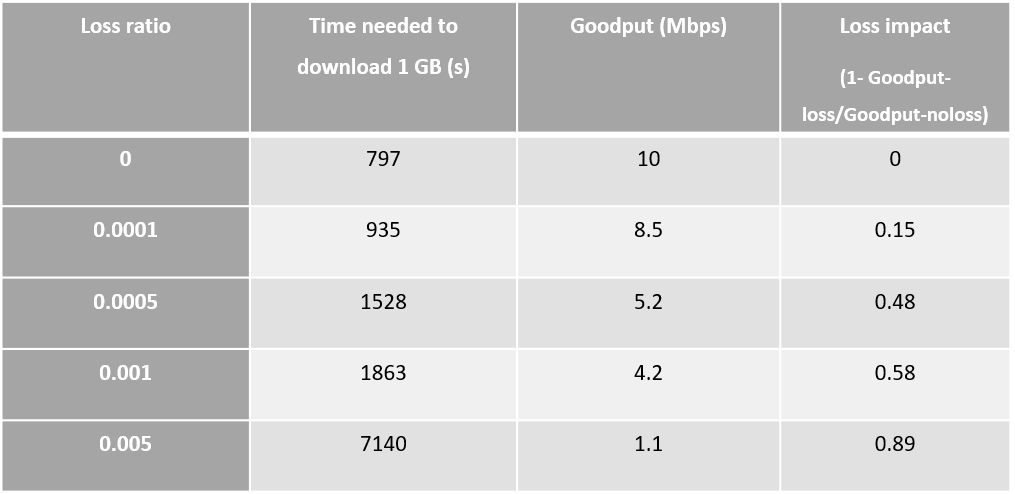 Loss ratio Time needed to Goodput (Mbps) Loss impact
download 1 GB (s) (1- Goodput-
loss/Goodput-noloss)
0 797 10 0
0.0001 935 8.5 0.15
0.0005 1528 5.2 0.48
0.001 1863 4.2 0.58
0.005 7140 1.1 0.89